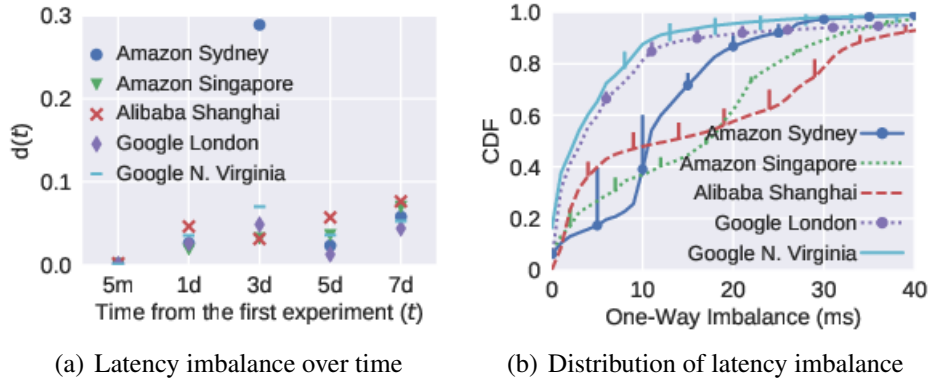 0.3
0.2
0.1
0.0
d(t)
Amazon Sydney
Amazon Singapore
Alibaba Shanghai
Google London
Google N. Virginia
5m 1d 3d 5d 7d
Time from the first experiment (t)
(a) Latency imbalance over time
1.0
0.8
0.6
0.4
0.2
0
CDF
Amazon Sydney
Amazon Singapore
Alibaba Shanghai
Google London
Google N. Virginia
0 10 20 30 40
One-Way Imbalance (ms)
(b) Distribution of latency imbalance